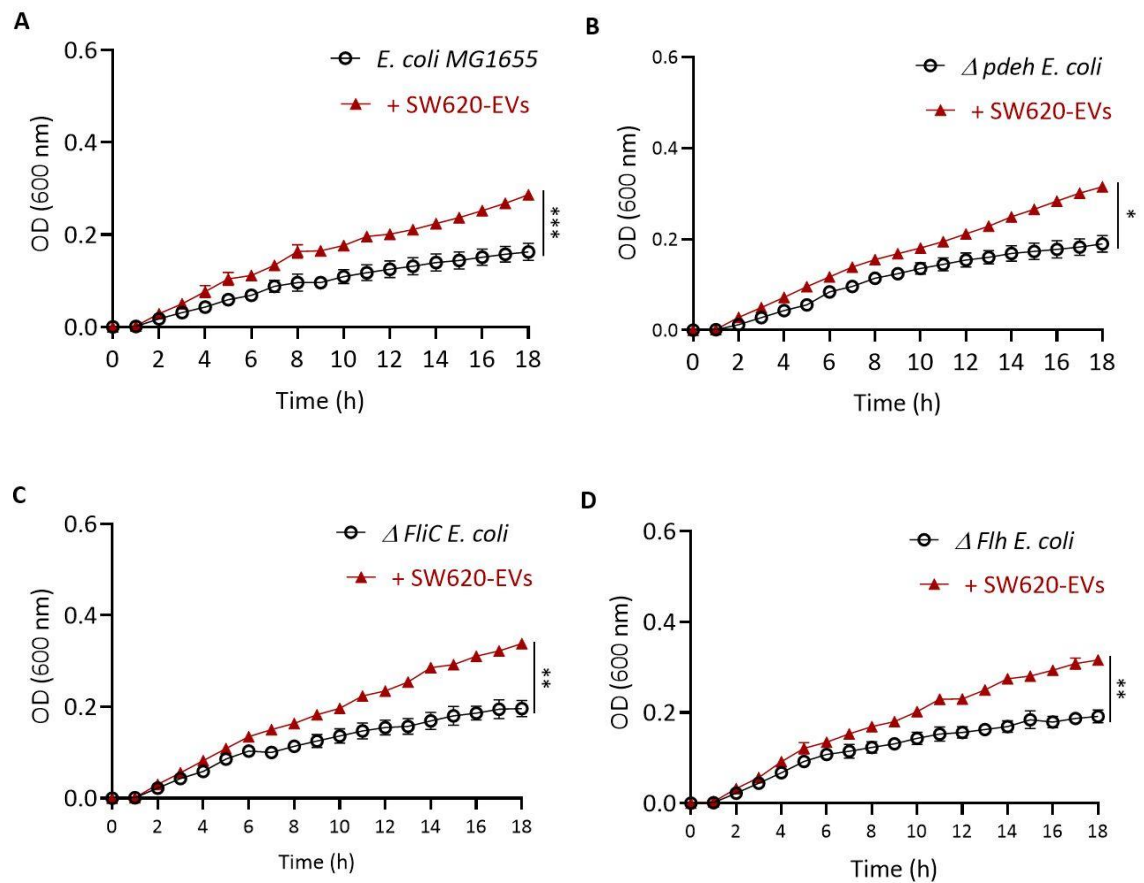 A
E. coli MG1655
+ SW620-EVs
OD (600 nm)
0.6
0.4
0.2
0.0
0 2 4 6 8 10 12 14 16 18
Time (h)
***
B
Δ pdeh E. coli
+ SW620-EVs
OD (600 nm)
0.6
0.4
0.2
0.0
0 2 4 6 8 10 12 14 16 18
Time (h)
*
C
Δ FliC E. coli
+ SW620-EVs
OD (600 nm)
0.6
0.4
0.2
0.0
0 2 4 6 8 10 12 14 16 18
Time (h)
**
D
Δ Flh E. coli
+ SW620-EVs
OD (600 nm)
0.6
0.4
0.2
0.0
0 2 4 6 8 10 12 14 16 18
Time (h)
**